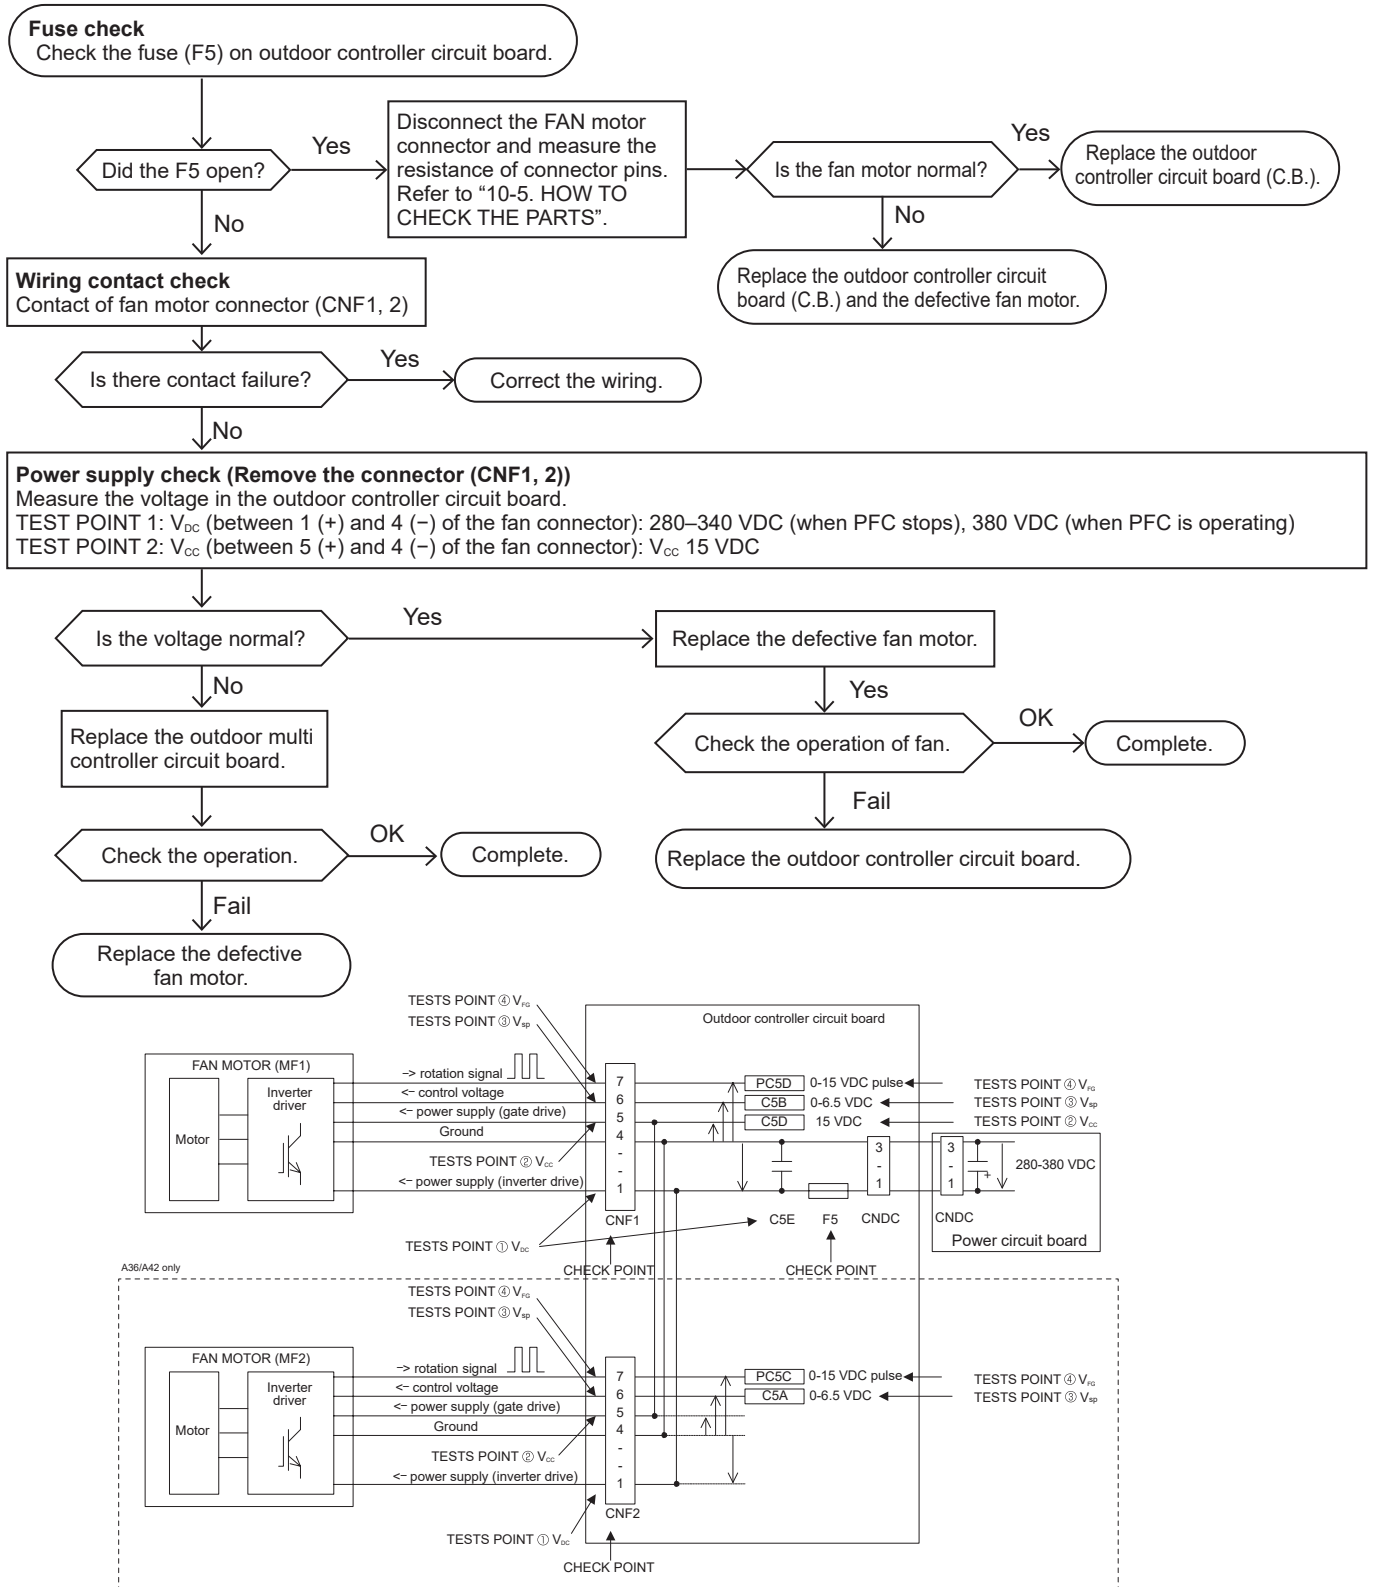 Fuse check
Check the fuse (F5) on outdoor controller circuit board.
Did the F5 open?
Yes
Disconnect the FAN motor
connector and measure the
resistance of connector pins.
Refer to “10-5. HOW TO
CHECK THE PARTS”.
Is the fan motor normal?
Yes
Replace the outdoor
controller circuit board (C.B.).
No
No
Replace the outdoor controller circuit
board (C.B.) and the defective fan motor.
Wiring contact check
Contact of fan motor connector (CNF1, 2)
Is there contact failure?
Yes
Correct the wiring.
No
Power supply check (Remove the connector (CNF1, 2))
Measure the voltage in the outdoor controller circuit board.
TEST POINT 1: VDC (between 1 (+) and 4 (−) of the fan connector): 280–340 VDC (when PFC stops), 380 VDC (when PFC is operating)
TEST POINT 2: VCC (between 5 (+) and 4 (−) of the fan connector): VCC 15 VDC
Is the voltage normal?
Yes
Replace the defective fan motor.
No
Yes
Replace the outdoor multi
controller circuit board.
Check the operation of fan.
OK
Complete.
Fail
Check the operation.
OK
Complete.
Replace the outdoor controller circuit board.
Fail
Replace the defective
fan motor.
TESTS POINT ④ VFG
TESTS POINT ③ Vsp
Outdoor controller circuit board
FAN MOTOR (MF1)
Motor
Inverter
driver
−> rotation signal
<− control voltage
<− power supply (gate drive)
Ground
TESTS POINT ② VCC
<− power supply (inverter drive)
7
6
5
4
-
-
1
CNF1
PC5D 0-15 VDC pulse
TESTS POINT ④ VFG
C5B 0-6.5 VDC
TESTS POINT ③ Vsp
C5D 15 VDC
TESTS POINT ② VCC
3
-
1
3
-
1
+
280-380 VDC
C5E F5 CNDC CNDC
Power circuit board
TESTS POINT ① VDC
CHECK POINT
CHECK POINT
A36/A42 only
TESTS POINT ④ VFG
TESTS POINT ③ Vsp
FAN MOTOR (MF2)
Motor
Inverter
driver
−> rotation signal
<− control voltage
<− power supply (gate drive)
Ground
TESTS POINT ② VCC
<− power supply (inverter drive)
7
6
5
4
-
-
1
CNF2
PC5C 0-15 VDC pulse
TESTS POINT ④ VFG
C5A 0-6.5 VDC
TESTS POINT ③ Vsp
TESTS POINT ① VDC
CHECK POINT